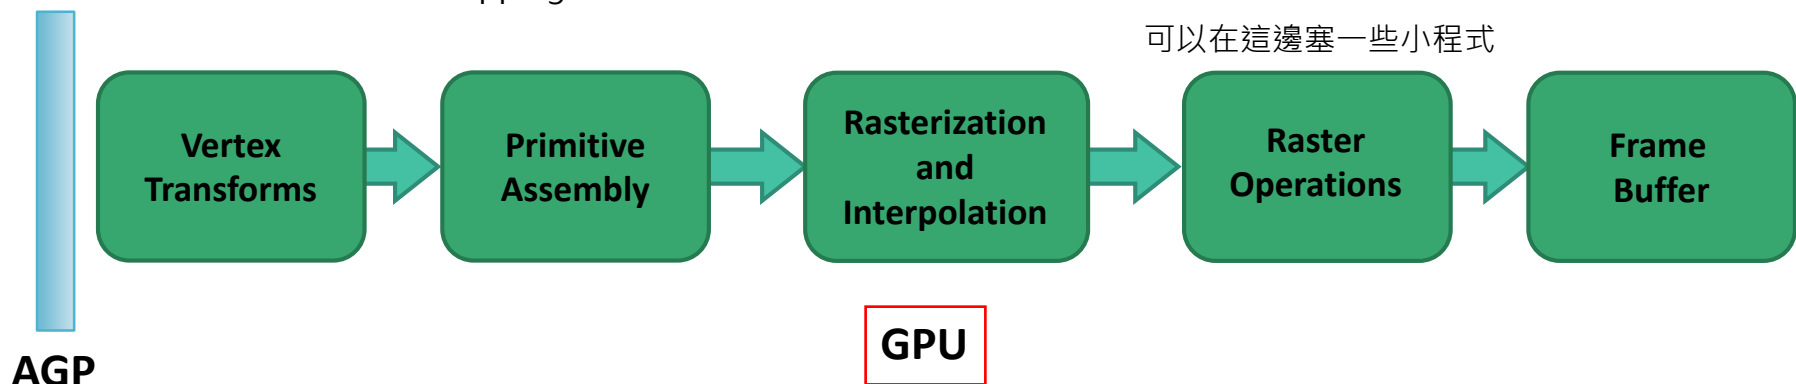 可以在這邊塞一些小程式
Vertex
Transforms
Primitive
Assembly
Rasterization
and
Interpolation
Raster
Operations
Frame
Buffer
GPU
AGP